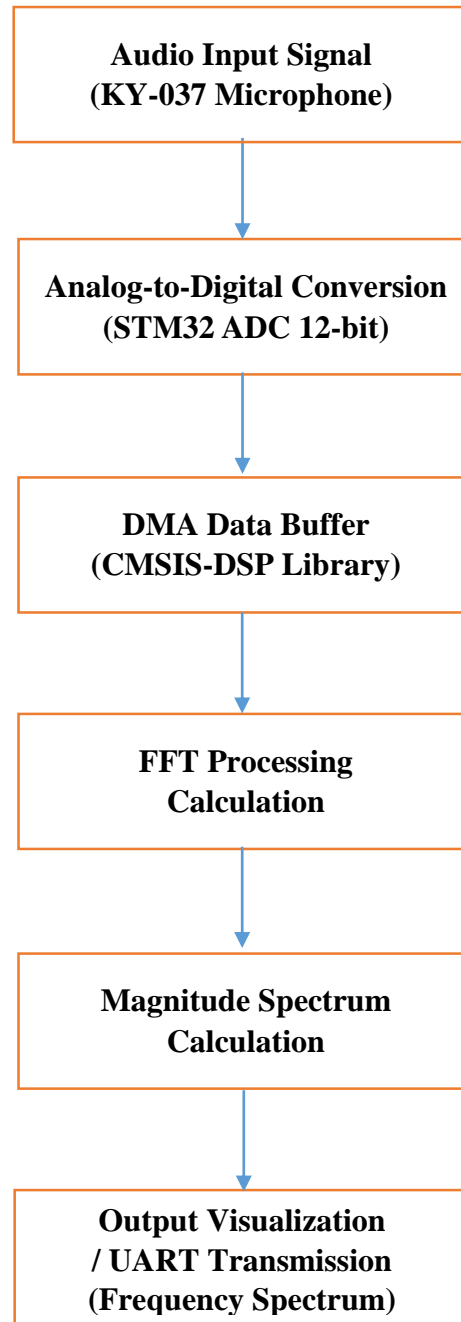 Audio Input Signal
(KY-037 Microphone)
Analog-to-Digital Conversion
(STM32 ADC 12-bit)
DMA Data Buffer
(CMSIS-DSP Library)
FFT Processing
Calculation
Magnitude Spectrum
Calculation
Output Visualization
/ UART Transmission
(Frequency Spectrum)